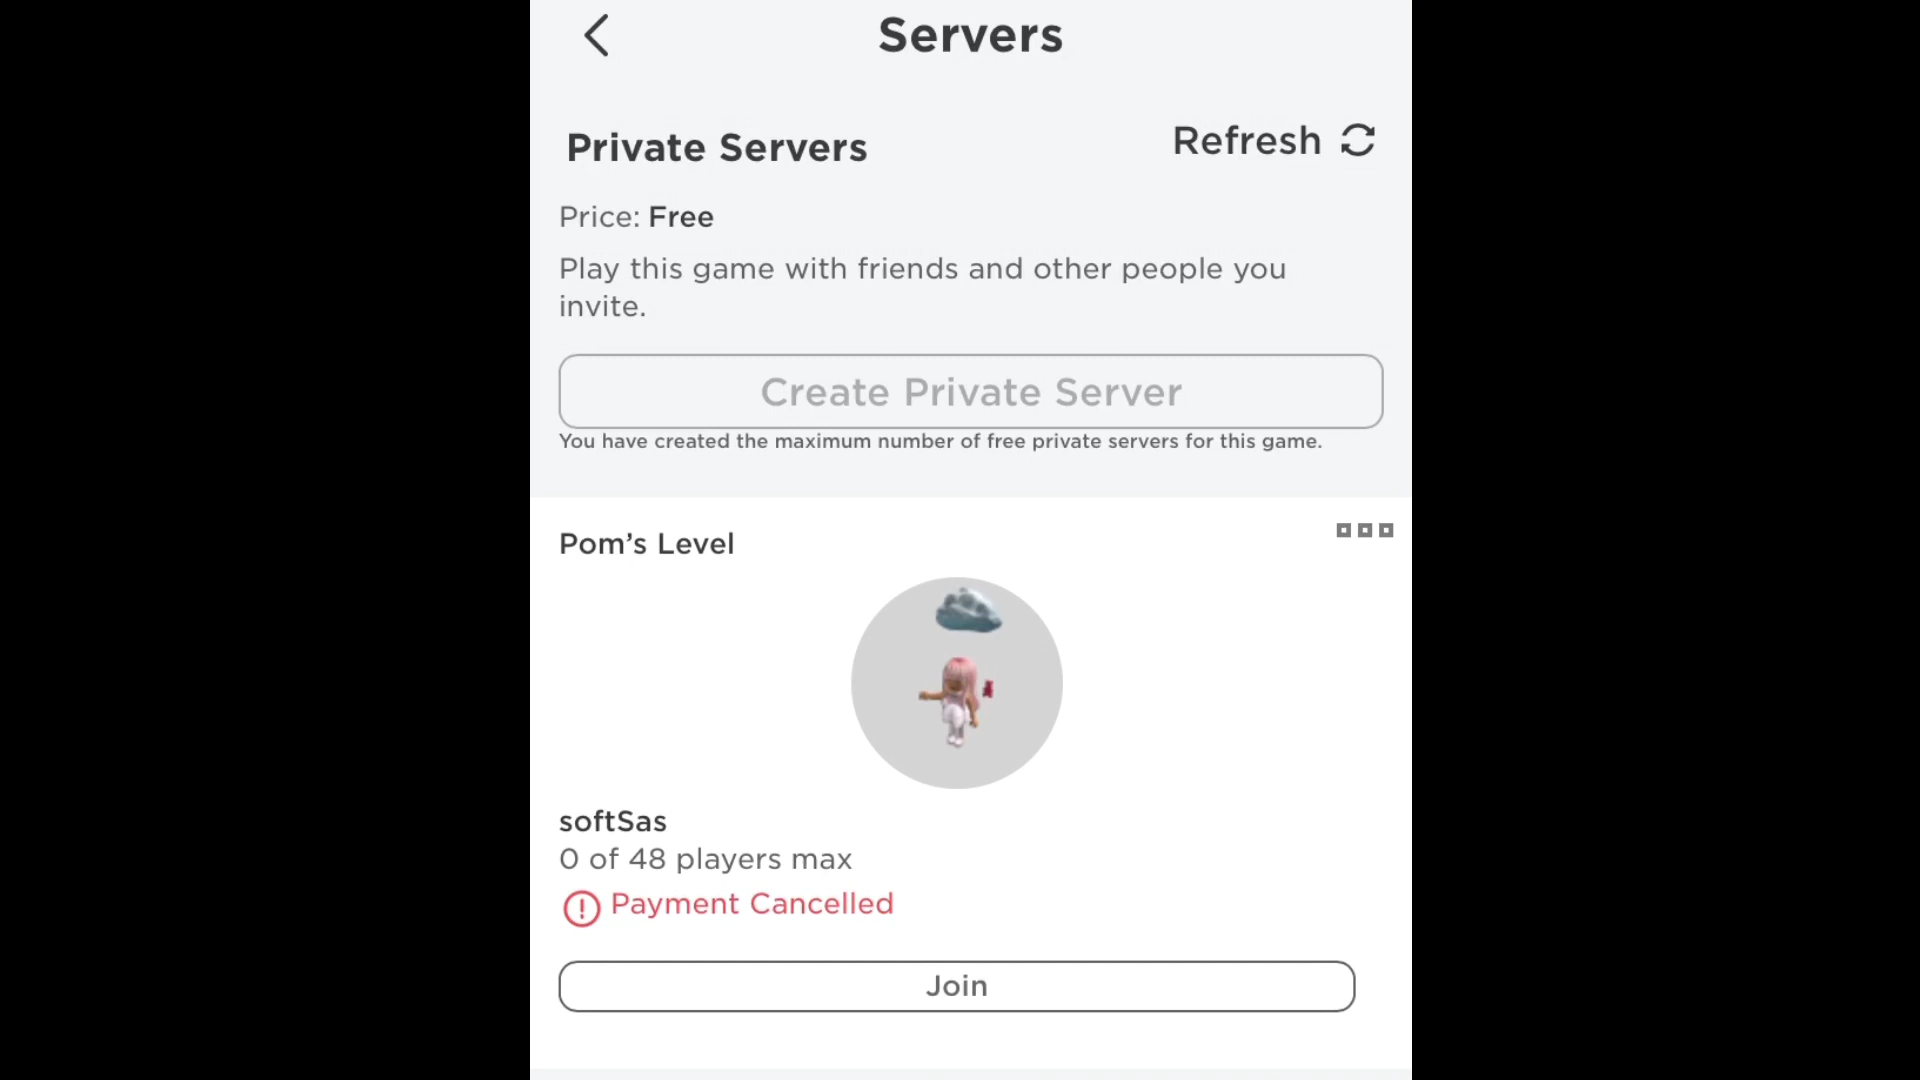 Servers
Private Servers
Refresh
Price: Free
Play this game with friends and other people you
invite.
Create Private Server
You have created the maximum number of free private servers for this game.
Pom’s Level
softSas
0 of 48 players max
Payment Cancelled
Join